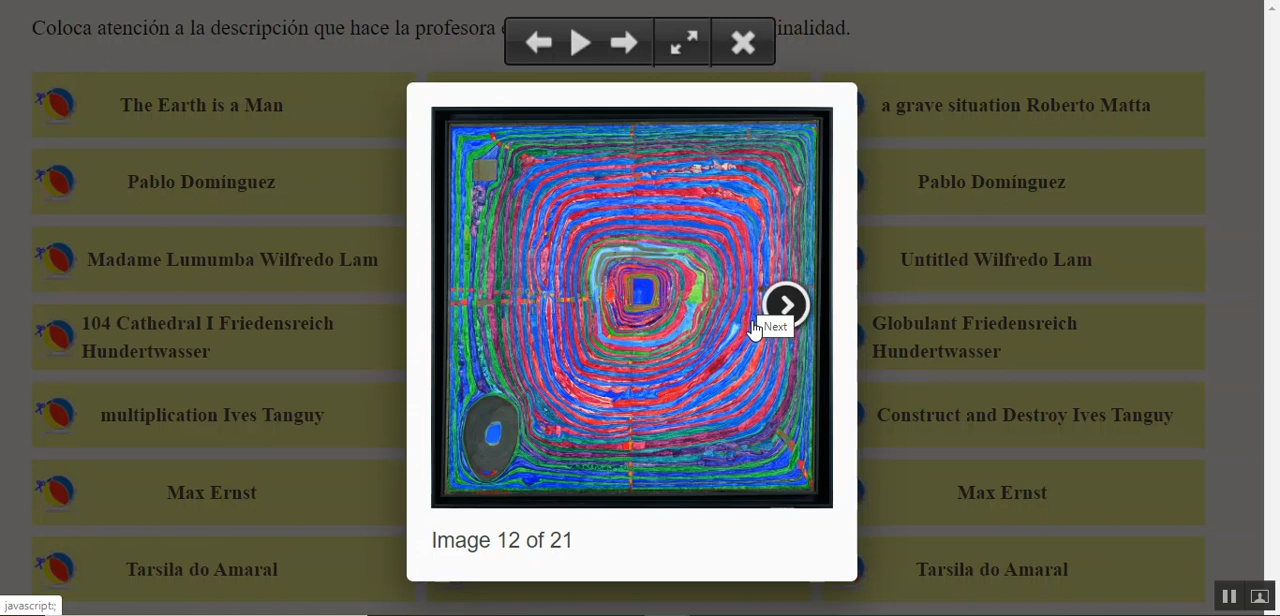 Coloca atención a la descripción que hace la profesora
inalidad.
The Earth is a Man
a grave situation Roberto Matta
Pablo Domínguez
Pablo Domínguez
Madame Lumumba Wilfredo Lam
Untitled Wilfredo Lam
104 Cathedral I Friedensreich
Hundertwasser
Globulant Friedensreich
Hundertwasser
multiplication Ives Tanguy
Construct and Destroy Ives Tanguy
Max Ernst
Max Ernst
Tarsila do Amaral
Tarsila do Amaral
Next
Image 12 of 21
javascript:;